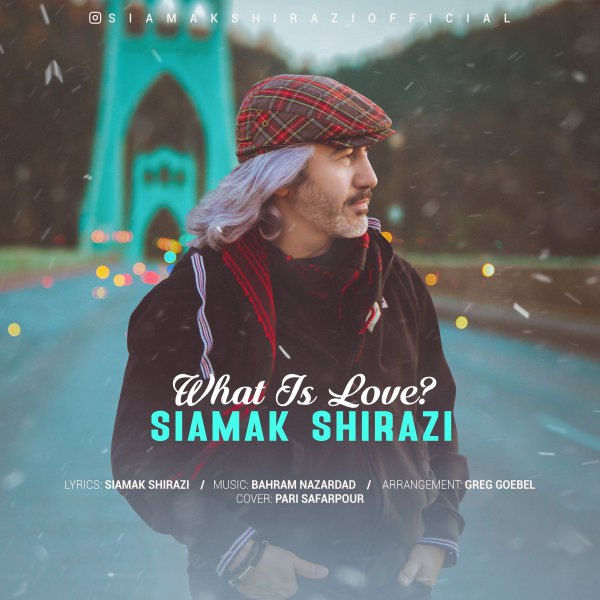 SIAMAKSHIRAZIOFFICIAL
What Is Love?
SIAMAK SHIRAZI
LYRICS: SIAMAK SHIRAZI / MUSIC: BAHRAM NAZARDAD / ARRANGEMENT: GREG GOEBEL
COVER: PARI SAFARPOUR